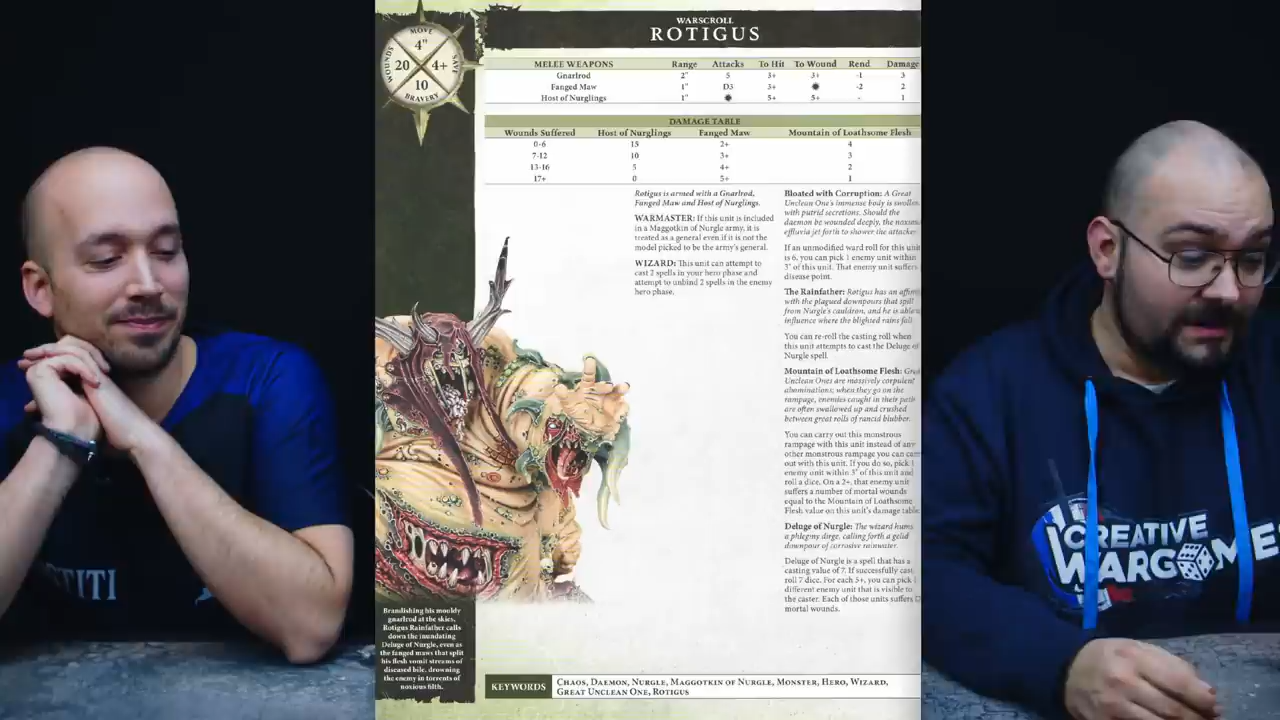 WARSCROLL
ROTIGUS
MOVE
4"
WOUNDS
20
4+
SAVE
10
BRAVERY
MELEE WEAPONS Range Attacks To Hit To Wound Rend Damage
Gnarlrod 2" 5 3+ 3+ -1 3
Fanged Maw 1" D3 3+ ✹ -2 2
Host of Nurglings 1" ✹ 5+ 5+ - 1
DAMAGE TABLE
Wounds Suffered Host of Nurglings Fanged Maw Mountain of Loathsome Flesh
0-6 15 2+ 4
7-12 10 3+ 3
13-16 5 4+ 2
17+ 0 5+ 1
Rotigus is armed with a Gnarlrod,
Fanged Maw and Host of Nurglings.
WARMASTER: If this unit is included
in a Maggotkin of Nurgle army, it is
treated as a general even if it is not the
model picked to be the army's general.
WIZARD: This unit can attempt to
cast 2 spells in your hero phase and
attempt to unbind 2 spells in the enemy
hero phase.
Bloated with Corruption: A Great
Unclean One's immense body is swollen
with putrid secretions. Should the
daemon be wounded deeply, the noxious
effluvia jet forth to shower the attacker.
If an unmodified ward roll for this unit
is 6, you can pick 1 enemy unit within
3" of this unit. That enemy unit suffers
disease point.
The Rainfather: Rotigus has an affinity
with the plagued downpours that spill
from Nurgle's cauldron, and he is able
influence where the blighted rains fall.
You can re-roll the casting roll when
this unit attempts to cast the Deluge of
Nurgle spell.
Mountain of Loathsome Flesh: Great
Unclean Ones are massively corpulent
abominations; when they go on the
rampage, enemies caught in their path
are often swallowed up and crushed
between great rolls of rancid blubber.
You can carry out this monstrous
rampage with this unit instead of any
other monstrous rampage you can carry
out with this unit. If you do so, pick 1
enemy unit within 3" of this unit and
roll a dice. On a 2+, that enemy unit
suffers a number of mortal wounds
equal to the Mountain of Loathsome
Flesh value on this unit's damage table.
Deluge of Nurgle: The wizard hums
a phlegmy dirge, calling forth a gelid
downpour of corrosive rainwater.
Deluge of Nurgle is a spell that has a
casting value of 7. If successfully cast,
roll 7 dice. For each 5+, you can pick 1
different enemy unit that is visible to
the caster. Each of those units suffers
mortal wounds.
Brandishing his mouldy
gnarlrod at the skies,
Rotigus Rainfather calls
down the inundating
Deluge of Nurgle, even as
the fanged maws that split
his flesh vomit streams of
diseased bile, drowning
the enemy in torrents of
noxious filth.
KEYWORDS
CHAOS, DAEMON, NURGLE, MAGGOTKIN OF NURGLE, MONSTER, HERO, WIZARD,
GREAT UNCLEAN ONE, ROTIGUS
CREATIVE
WARGAME